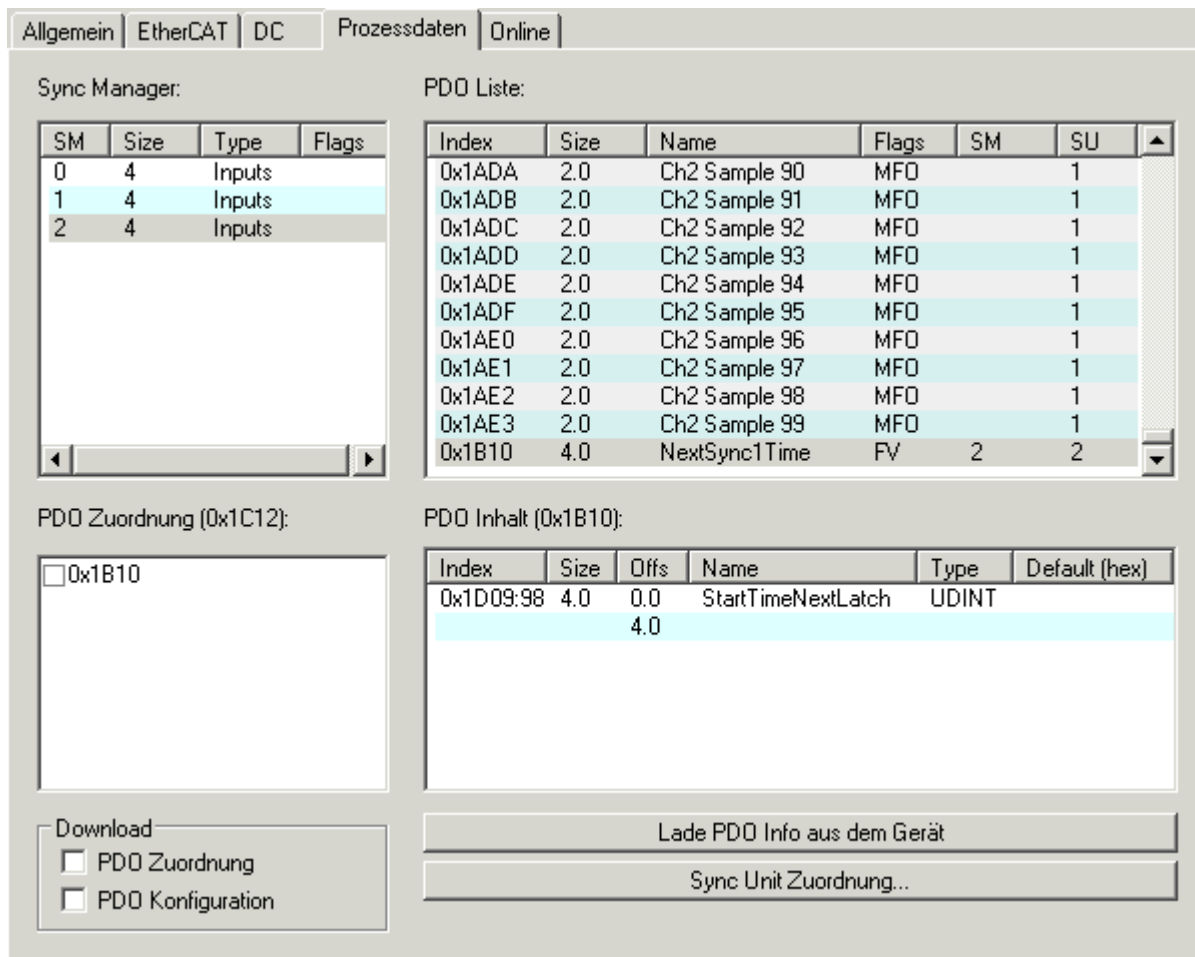 Allgemein EtherCAT DC Prozessdaten Online
Sync Manager:
SM Size Type Flags
0 4 Inputs
1 4 Inputs
2 4 Inputs
PDO Liste:
Index Size Name Flags SM SU
0x1ADA 2.0 Ch2 Sample 90 MFO 1
0x1ADB 2.0 Ch2 Sample 91 MFO 1
0x1ADC 2.0 Ch2 Sample 92 MFO 1
0x1ADD 2.0 Ch2 Sample 93 MFO 1
0x1ADE 2.0 Ch2 Sample 94 MFO 1
0x1ADF 2.0 Ch2 Sample 95 MFO 1
0x1AE0 2.0 Ch2 Sample 96 MFO 1
0x1AE1 2.0 Ch2 Sample 97 MFO 1
0x1AE2 2.0 Ch2 Sample 98 MFO 1
0x1AE3 2.0 Ch2 Sample 99 MFO 1
0x1B10 4.0 NextSync1Time FV 2 2
PDO Zuordnung (0x1C12):
0x1B10
PDO Inhalt (0x1B10):
Index Size Offs Name Type Default (hex)
0x1D09:98 4.0 0.0 StartTimeNextLatch UDINT
4.0
Download
PDO Zuordnung
PDO Konfiguration
Lade PDO Info aus dem Gerät
Sync Unit Zuordnung...